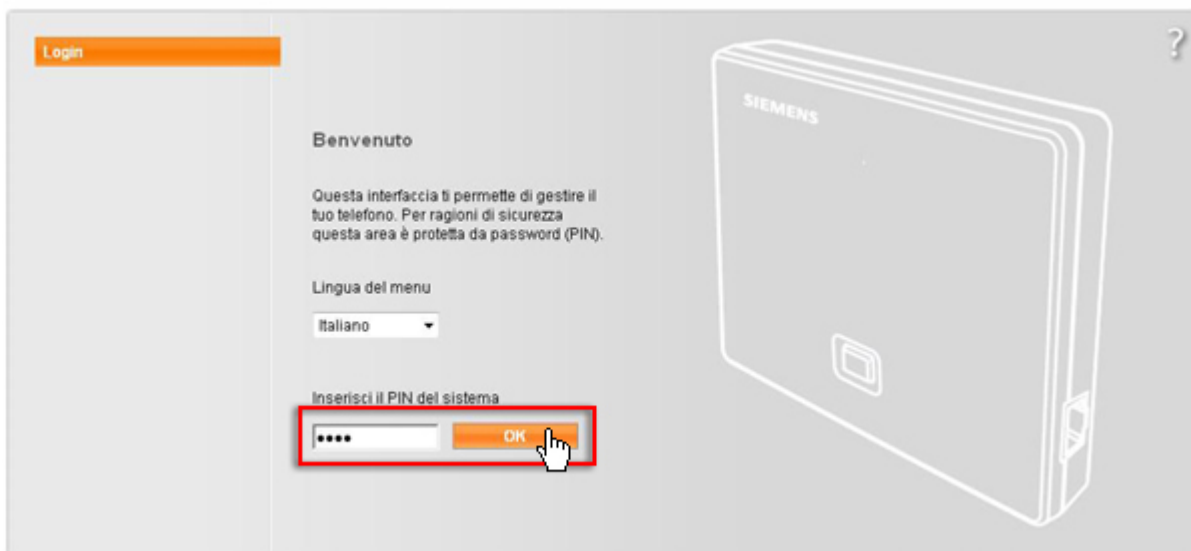 Login
?
SIEMENS
Benvenuto
Questa interfaccia ti permette di gestire il
tuo telefono. Per ragioni di sicurezza
questa area è protetta da password (PIN).
Lingua del menu
Italiano
Inserisci il PIN del sistema
••••
OK